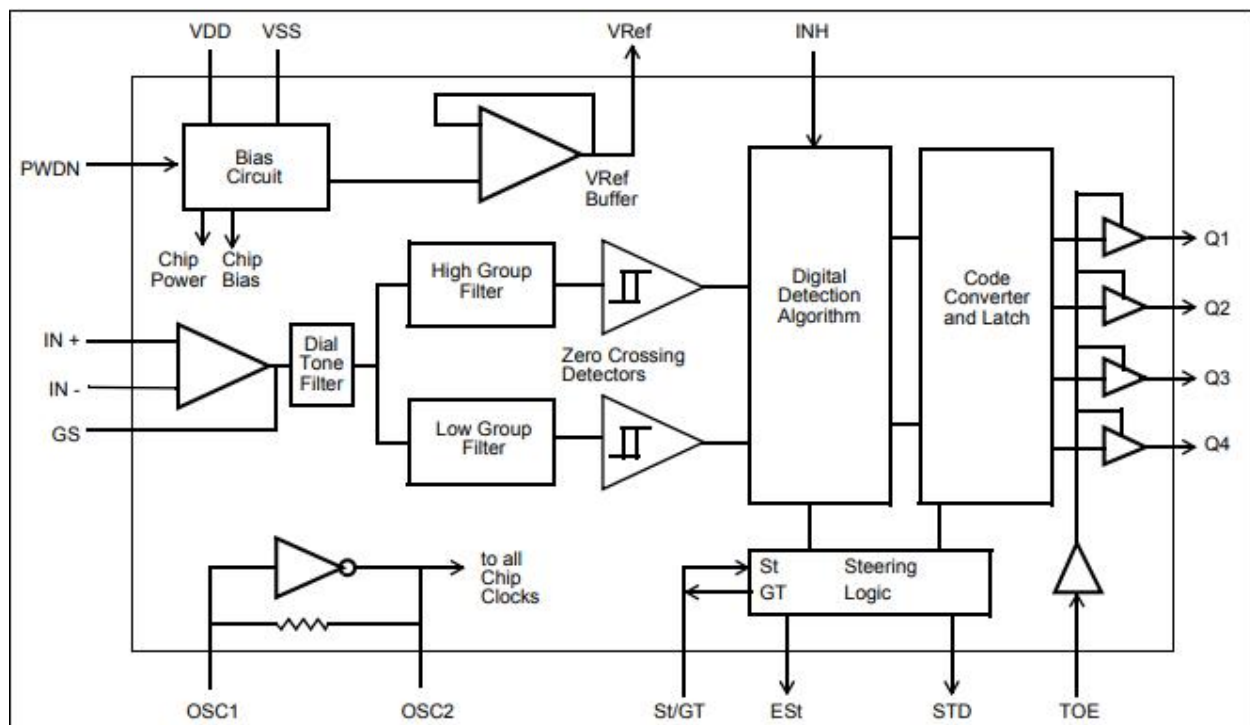 VDD VSS VRef INH
PWDN
Bias
Circuit
VRef
Buffer
Chip
Power
Chip
Bias
High Group
Filter
Digital
Detection
Algorithm
Code
Converter
and Latch
Q1
Q2
Q3
Q4
IN +
IN -
GS
Dial
Tone
Filter
Zero Crossing
Detectors
Low Group
Filter
to all
Chip
Clocks
St Steering
GT Logic
OSC1 OSC2 St/GT ESt STD TOE